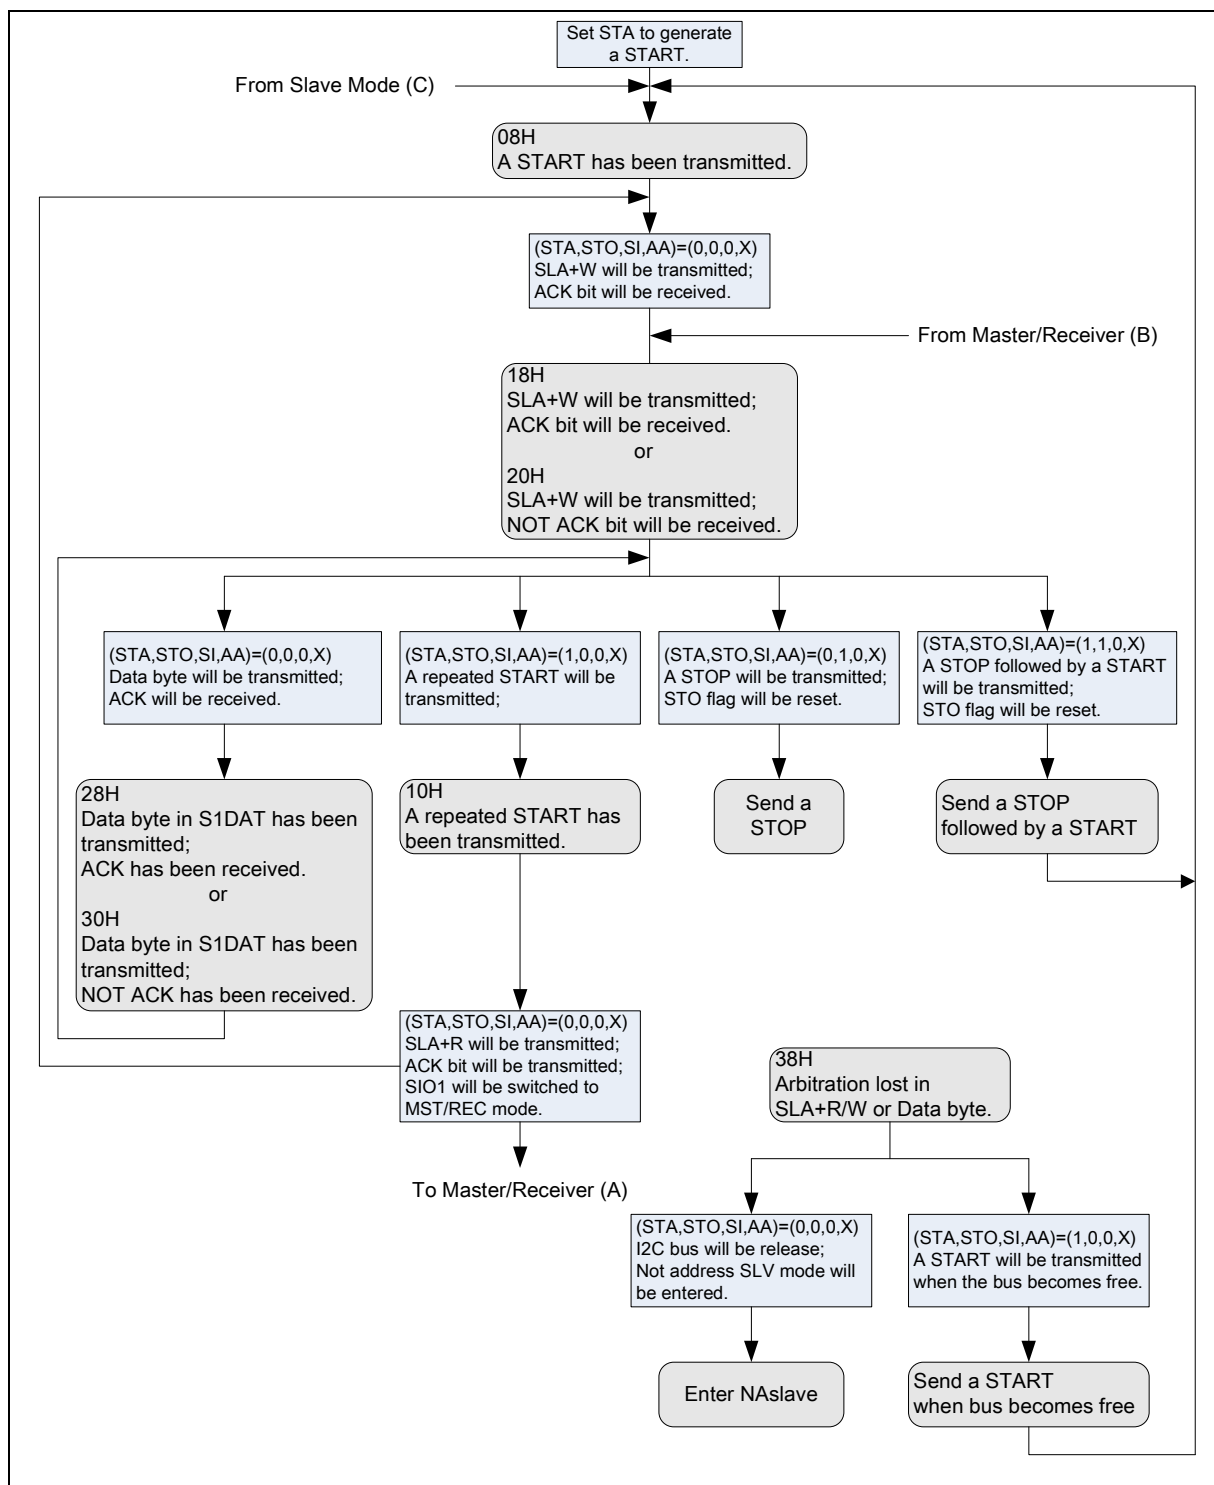 Set STA to generate
a START.
From Slave Mode (C)
08H
A START has been transmitted.
(STA,STO,SI,AA)=(0,0,0,X)
SLA+W will be transmitted;
ACK bit will be received.
From Master/Receiver (B)
18H
SLA+W will be transmitted;
ACK bit will be received.
or
20H
SLA+W will be transmitted;
NOT ACK bit will be received.
(STA,STO,SI,AA)=(0,0,0,X)
Data byte will be transmitted;
ACK will be received.
(STA,STO,SI,AA)=(1,0,0,X)
A repeated START will be
transmitted;
(STA,STO,SI,AA)=(0,1,0,X)
A STOP will be transmitted;
STO flag will be reset.
(STA,STO,SI,AA)=(1,1,0,X)
A STOP followed by a START
will be transmitted;
STO flag will be reset.
28H
Data byte in S1DAT has been
transmitted;
ACK has been received.
or
30H
Data byte in S1DAT has been
transmitted;
NOT ACK has been received.
10H
A repeated START has
been transmitted.
Send a
STOP
Send a STOP
followed by a START
(STA,STO,SI,AA)=(0,0,0,X)
SLA+R will be transmitted;
ACK bit will be transmitted;
SIO1 will be switched to
MST/REC mode.
To Master/Receiver (A)
38H
Arbitration lost in
SLA+R/W or Data byte.
(STA,STO,SI,AA)=(0,0,0,X)
I2C bus will be release;
Not address SLV mode will
be entered.
(STA,STO,SI,AA)=(1,0,0,X)
A START will be transmitted
when the bus becomes free.
Enter NAslave
Send a START
when bus becomes free